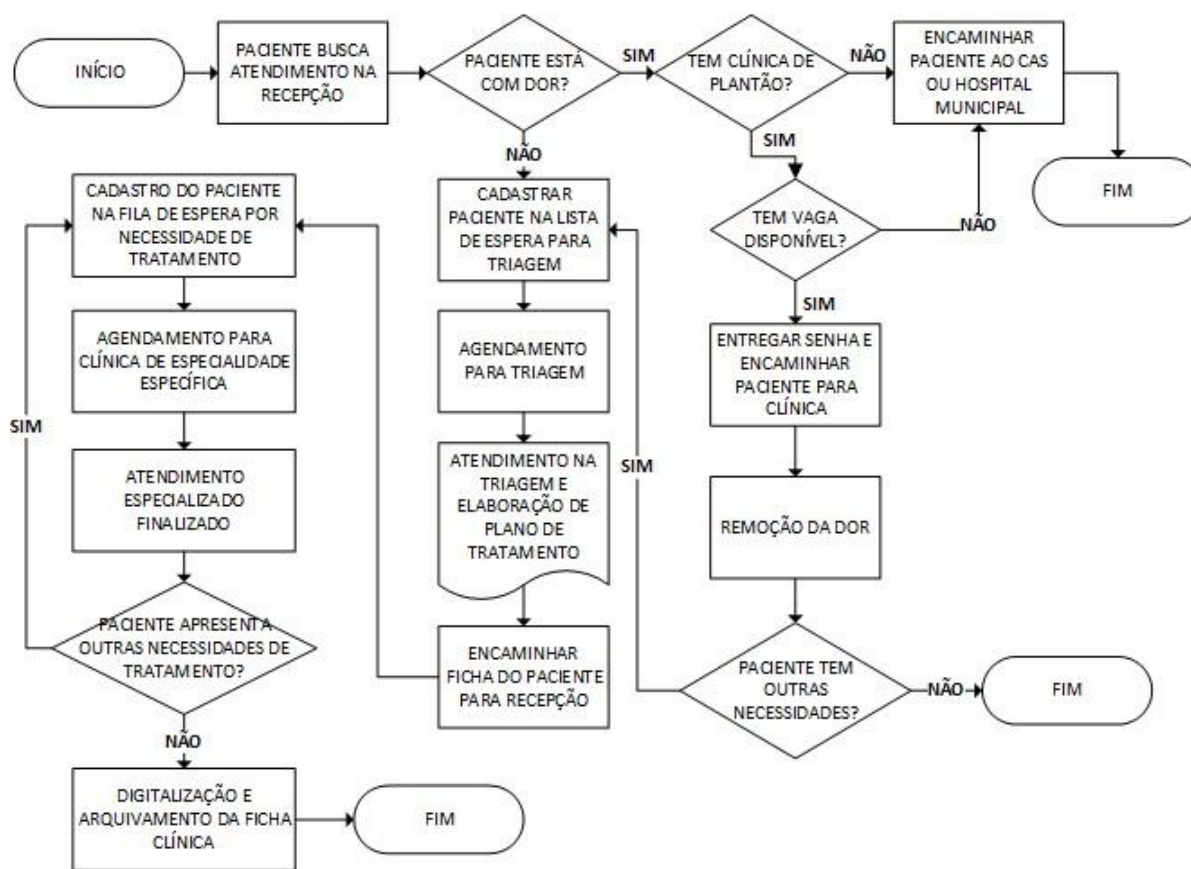 INÍCIO
PACIENTE BUSCA
ATENDIMENTO NA
RECEPÇÃO
PACIENTE ESTÁ
COM DOR?
SIM
TEM CLÍNICA DE
PLANTÃO?
NÃO
ENCAMINHAR
PACIENTE AO CAS
OU HOSPITAL
MUNICIPAL
FIM
SIM
TEM VAGA
DISPONÍVEL?
NÃO
SIM
ENTREGAR SENHA E
ENCAMINHAR
PACIENTE PARA
CLÍNICA
REMOÇÃO DA DOR
PACIENTE TEM
OUTRAS
NECESSIDADES?
NÃO
FIM
SIM
NÃO
CADASTRAR
PACIENTE NA LISTA
DE ESPERA PARA
TRIAGEM
AGENDAMENTO
PARA TRIAGEM
ATENDIMENTO NA
TRIAGEM E
ELABORAÇÃO DE
PLANO DE
TRATAMENTO
ENCAMINHAR
FICHA DO PACIENTE
PARA RECEPÇÃO
CADASTRO DO PACIENTE
NA FILA DE ESPERA POR
NECESSIDADE DE
TRATAMENTO
AGENDAMENTO PARA
CLÍNICA DE ESPECIALIDADE
ESPECÍFICA
ATENDIMENTO
ESPECIALIZADO
FINALIZADO
PACIENTE APRESENTA
OUTRAS NECESSIDADES DE
TRATAMENTO?
SIM
NÃO
DIGITALIZAÇÃO E
ARQUIVAMENTO DA FICHA
CLÍNICA
FIM